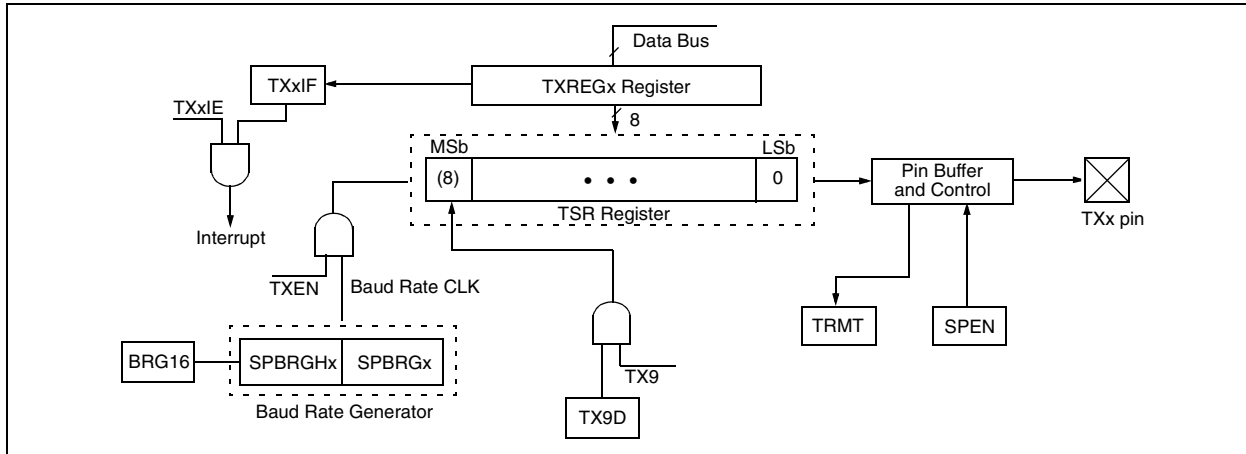 Data Bus
TXxIF
TXREGx Register
TXxIE
8
MSb
LSb
(8)
• • •
0
Pin Buffer
and Control
TSR Register
TXx pin
Interrupt
TXEN
Baud Rate CLK
TRMT
SPEN
BRG16
SPBRGHx
SPBRGx
TX9
Baud Rate Generator
TX9D